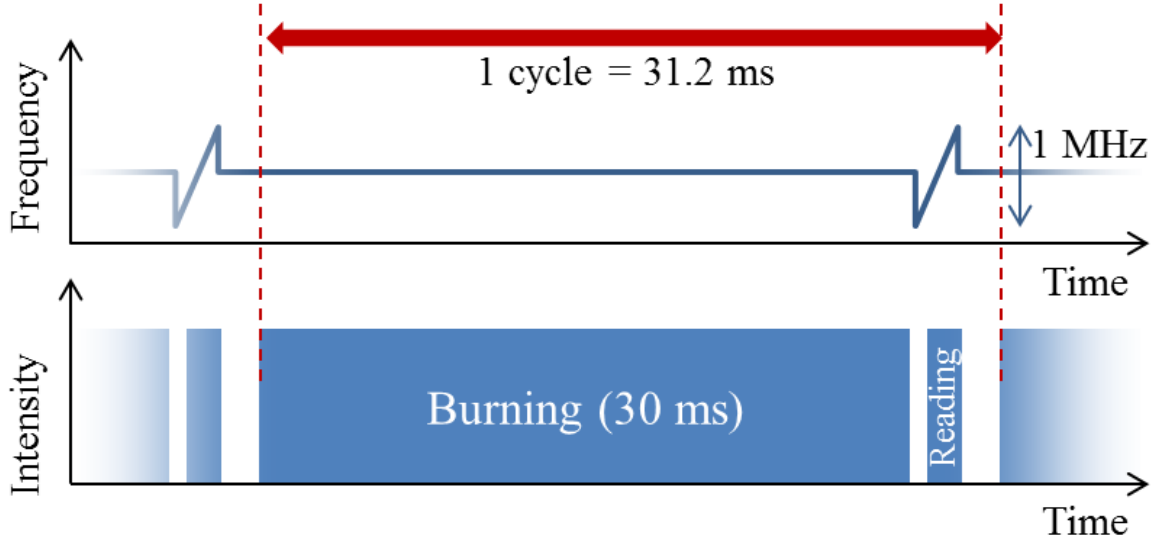 1 cycle = 31.2 ms
Frequency
1 MHz
Time
Intensity
Burning (30 ms)
Reading
Time